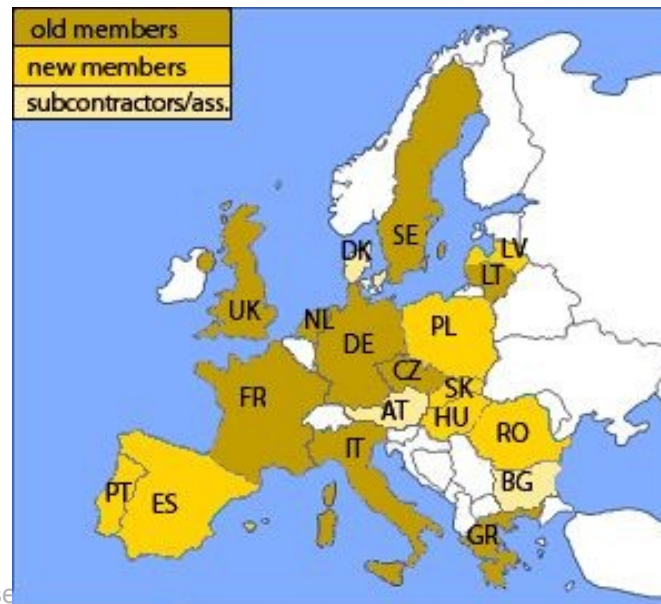 old members
new members
subcontractors/ass.
SE
DK
LV
LT
UK
NL
DE
PL
CZ
SK
FR
AT
HU
RO
IT
BG
PT
ES
GR